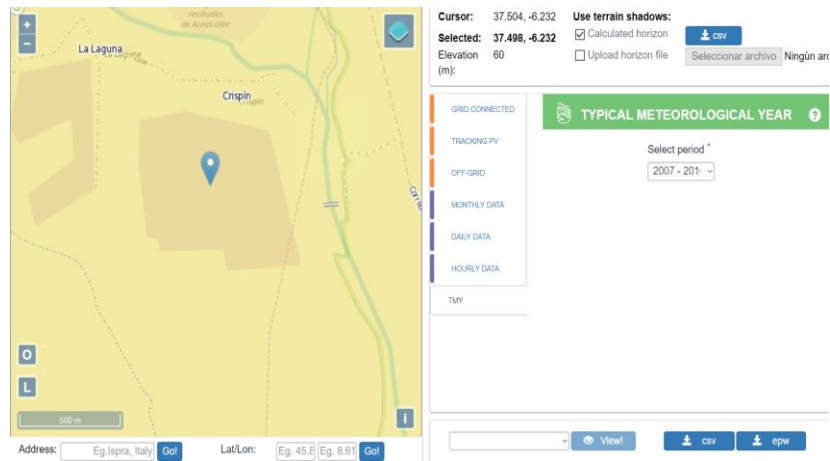 residuales
de Aznalcóllar
+
−
La Laguna
La Laguna
Crispín
Crispín
O
L
500 m
i
Address:
Eg.Ispra, Italy
Go!
Lat/Lon:
Eg. 45.8
Eg. 8.61
Go!
Cursor: 37.504, -6.232
Selected: 37.498, -6.232
Elevation 60
(m):
Use terrain shadows:
Calculated horizon
csv
Upload horizon file
Seleccionar archivo Ningún arc
GRID CONNECTED
TRACKING PV
OFF-GRID
MONTHLY DATA
DAILY DATA
HOURLY DATA
TMY
TYPICAL METEOROLOGICAL YEAR ?
Select period *
2007 - 201
View!
csv
epw